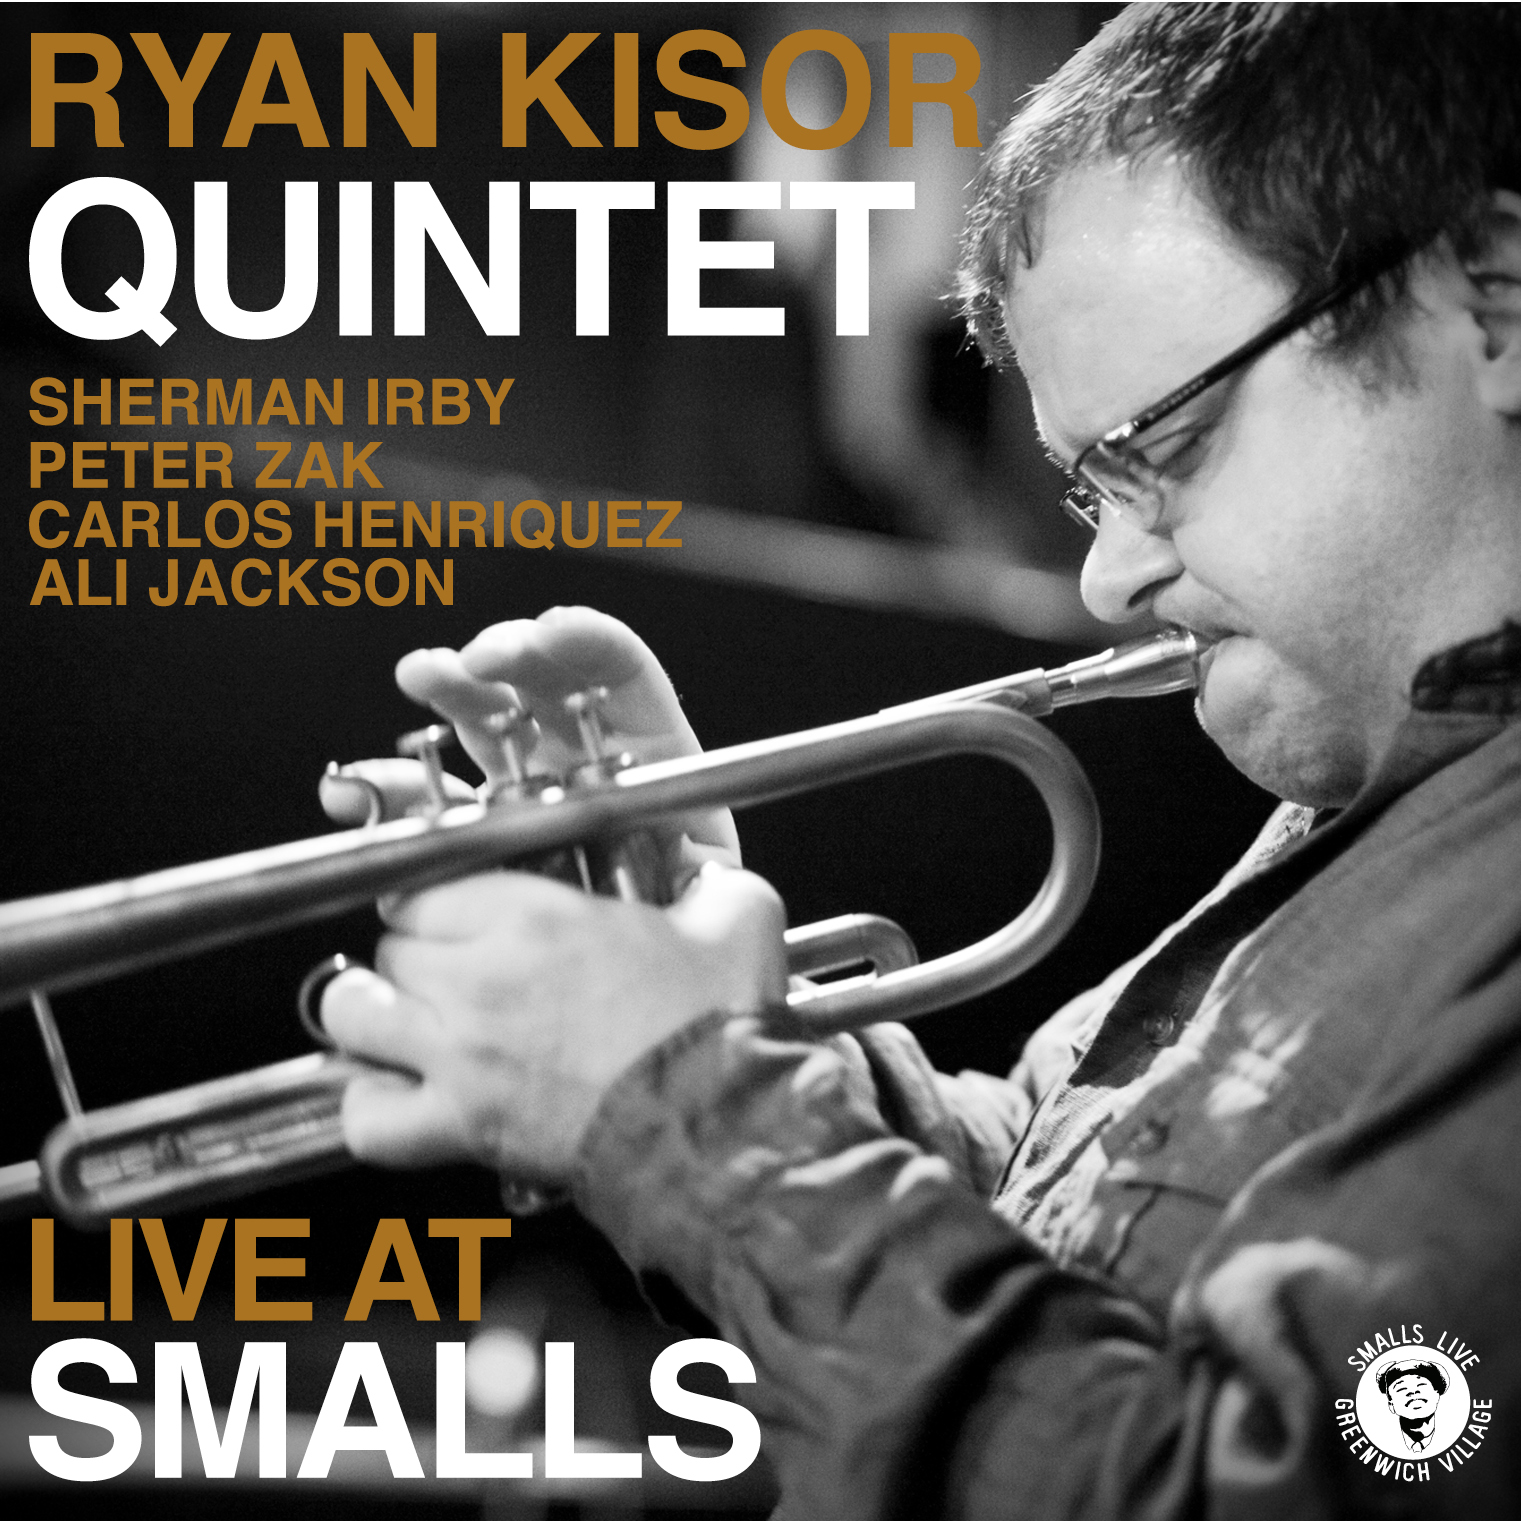 RYAN KISOR
QUINTET
SHERMAN IRBY
PETER ZAK
CARLOS HENRIQUEZ
ALI JACKSON
LIVE AT
SMALLS
SMALLS LIVE
GREENWICH VILLAGE